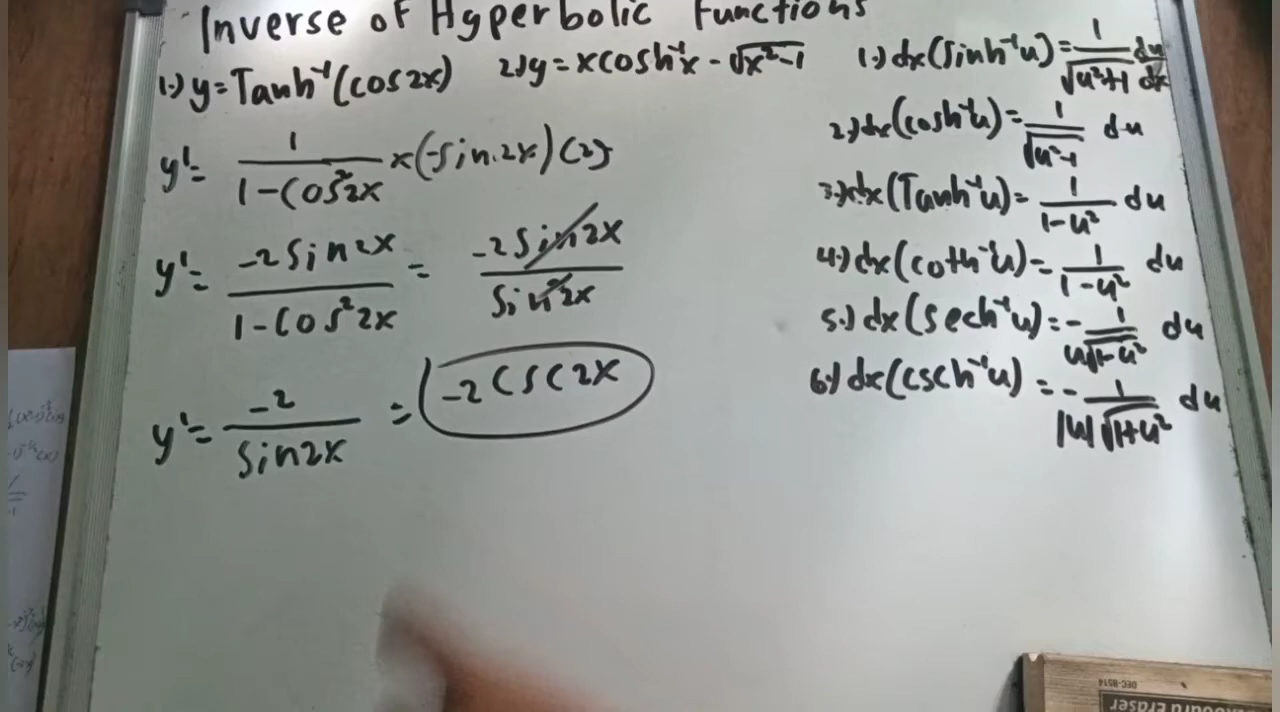 Inverse of Hyperbolic Functions
1.) y = Tanh⁻¹(cos 2x)
2.) y = xcosh⁻¹x - √x²-1
y' = 1/1-cos²2x x (-sin.2x) (2)
y' = -2 sin 2x/1-cos²2x = -2 sin 2x/sin²2x
y' = -2/sin 2x = -2 csc 2x
1.) dx(sinh⁻¹u) = 1/√u²+1 du/dx
2.) dx(cosh⁻¹u) = 1/√u²-1 du
3.) dx(Tanh⁻¹u) = 1/1-u² du
4.) dx(coth⁻¹u) = 1/1-u² du
5.) dx(sech⁻¹u) = - 1/u√1-u² du
6.) dx(csch⁻¹u) = - 1/|u|√1+u² du
Eraser